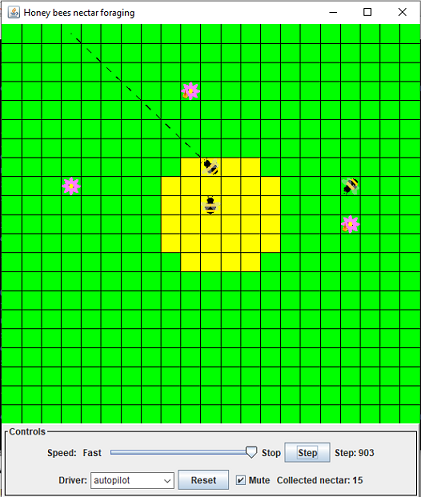 Honey bees nectar foraging
Controls
Speed: Fast Stop Step Step: 903
Driver: autopilot Reset Mute Collected nectar: 15